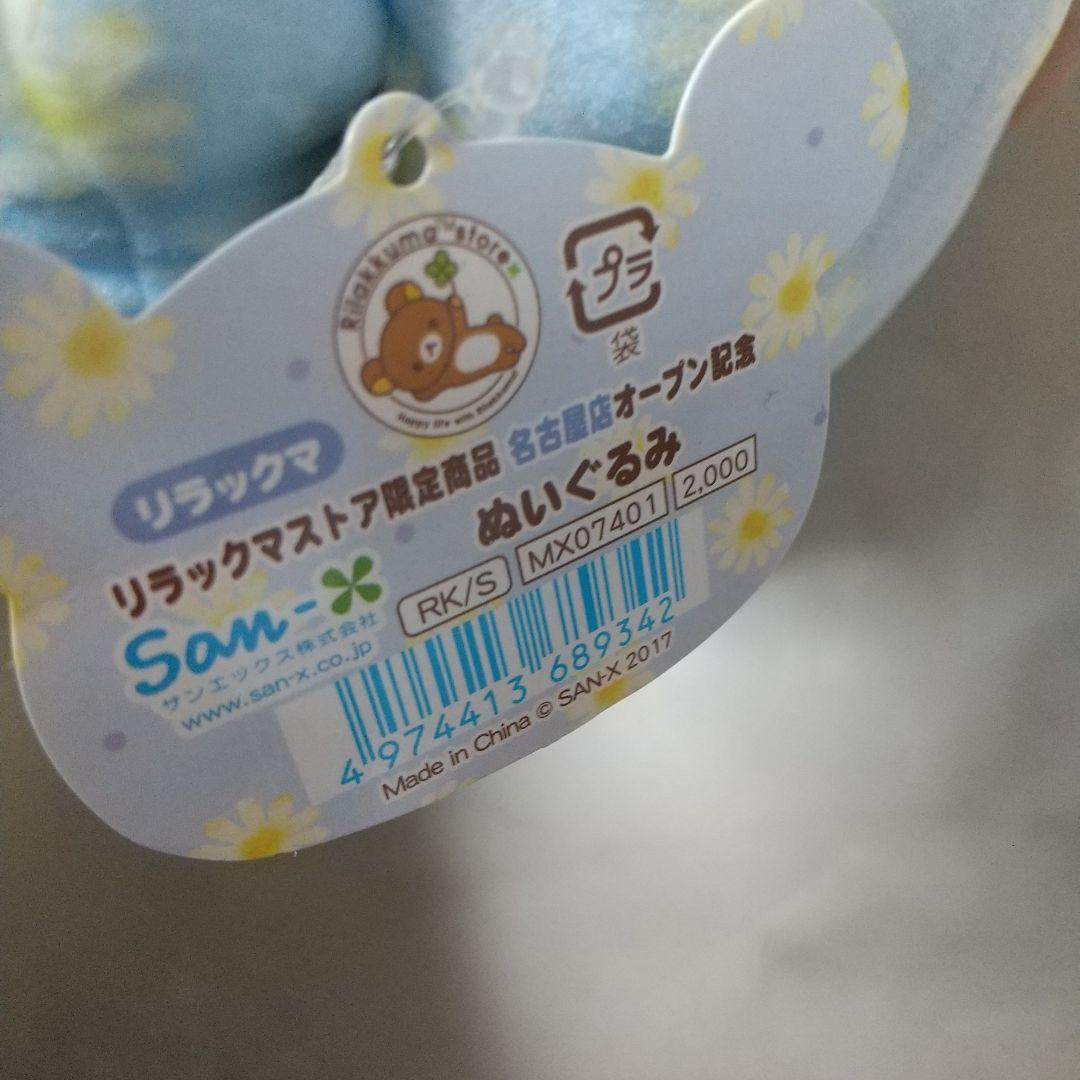 Rilakkuma™ store
Happy life with Rilakkuma
プラ
袋
リラックマ
リラックマストア限定商品 名古屋店オープン記念
ぬいぐるみ
San-X
サンエックス株式会社
www.san-x.co.jp
RK/S MX07401 2,000
4 974413 689342
Made in China © SAN-X 2017